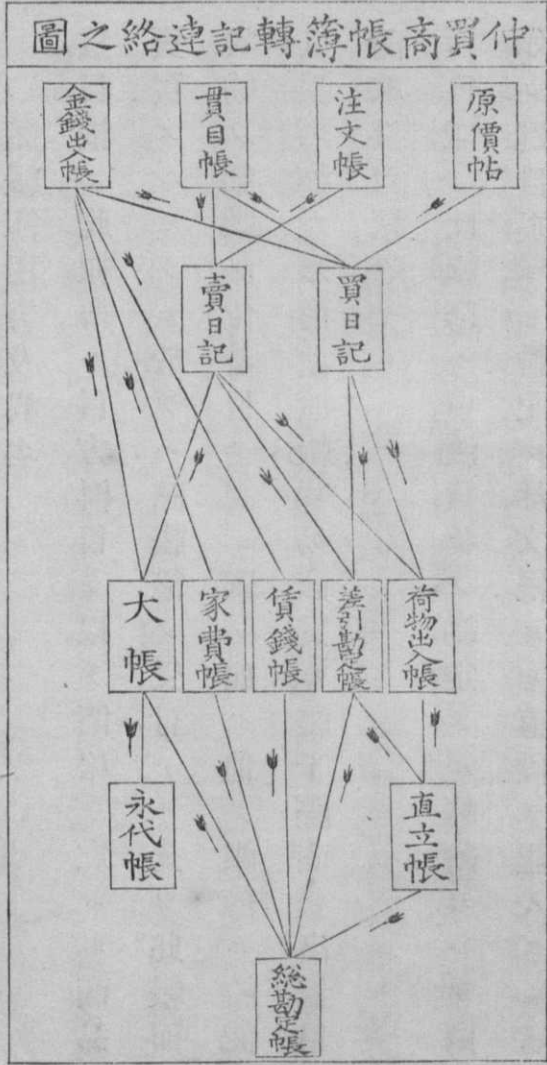 仲買商帳簿轉記連絡之圖
原價帖
注文帳
貫目帳
金錢出入帳
買日記
賣日記
荷物出入帳
差引勘定帳
賃錢帳
家費帳
大帳
直立帳
永代帳
総勘定帳